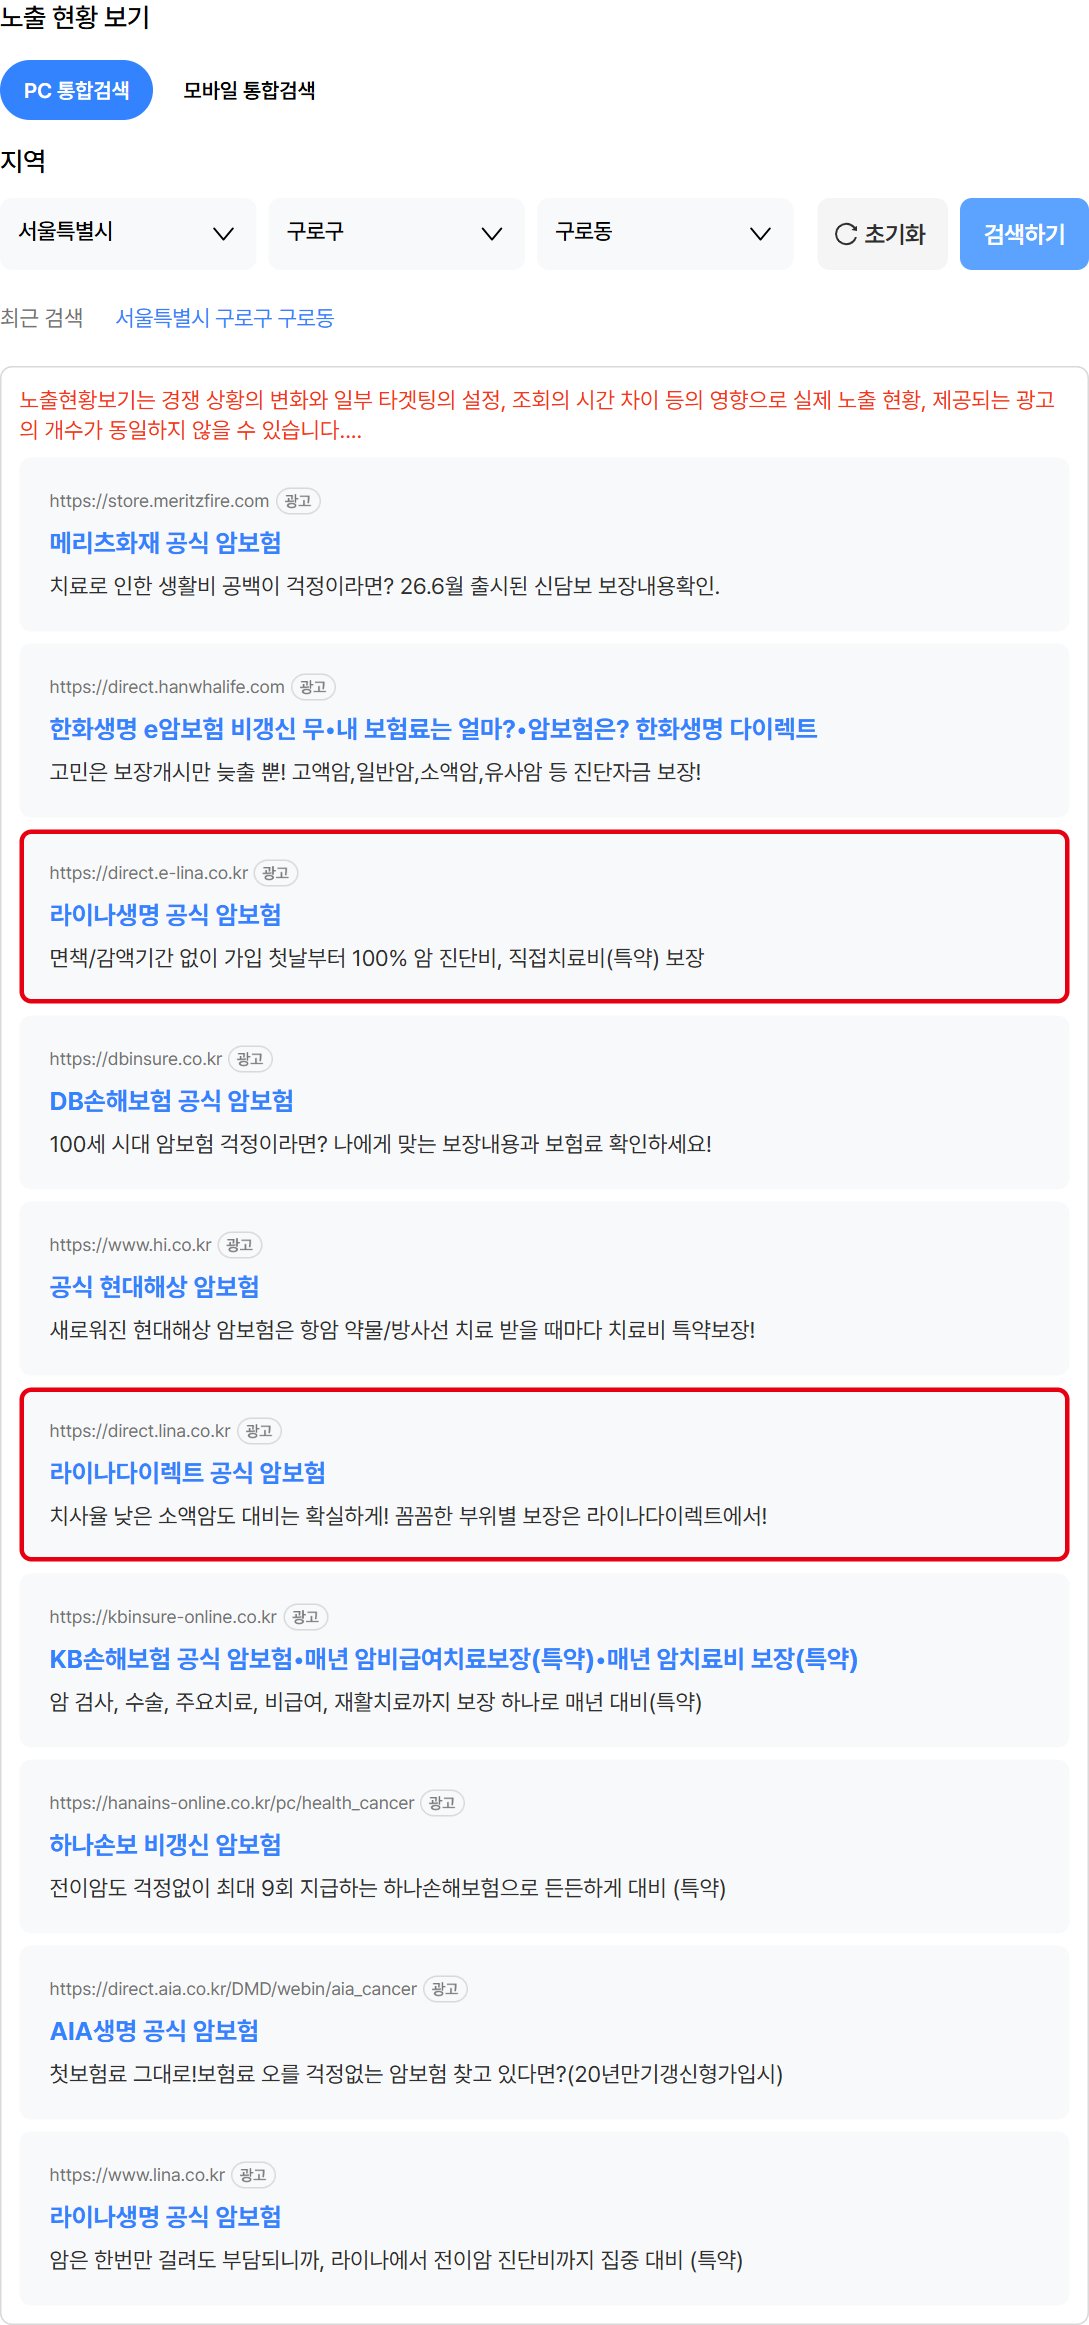 노출 현황 보기
PC 통합검색 모바일 통합검색
지역
서울특별시 구로구 구로동 초기화 검색하기
최근 검색 서울특별시 구로구 구로동
노출현황보기는 경쟁 상황의 변화와 일부 타겟팅의 설정, 조회의 시간 차이 등의 영향으로 실제 노출 현황, 제공되는 광고
의 개수가 동일하지 않을 수 있습니다....
https://store.meritzfire.com 광고
메리츠화재 공식 암보험
치료로 인한 생활비 공백이 걱정이라면? 26.6월 출시된 신담보 보장내용확인.
https://direct.hanwhalife.com 광고
한화생명 e암보험 비갱신 무•내 보험료는 얼마?•암보험은? 한화생명 다이렉트
고민은 보장개시만 늦출 뿐! 고액암,일반암,소액암,유사암 등 진단자금 보장!
https://direct.e-lina.co.kr 광고
라이나생명 공식 암보험
면책/감액기간 없이 가입 첫날부터 100% 암 진단비, 직접치료비(특약) 보장
https://dbinsure.co.kr 광고
DB손해보험 공식 암보험
100세 시대 암보험 걱정이라면? 나에게 맞는 보장내용과 보험료 확인하세요!
https://www.hi.co.kr 광고
공식 현대해상 암보험
새로워진 현대해상 암보험은 항암 약물/방사선 치료 받을 때마다 치료비 특약보장!
https://direct.lina.co.kr 광고
라이나다이렉트 공식 암보험
치사율 낮은 소액암도 대비는 확실하게! 꼼꼼한 부위별 보장은 라이나다이렉트에서!
https://kbinsure-online.co.kr 광고
KB손해보험 공식 암보험•매년 암비급여치료보장(특약)•매년 암치료비 보장(특약)
암 검사, 수술, 주요치료, 비급여, 재활치료까지 보장 하나로 매년 대비(특약)
https://hanains-online.co.kr/pc/health_cancer 광고
하나손보 비갱신 암보험
전이암도 걱정없이 최대 9회 지급하는 하나손해보험으로 든든하게 대비 (특약)
https://direct.aia.co.kr/DMD/webin/aia_cancer 광고
AIA생명 공식 암보험
첫보험료 그대로!보험료 오를 걱정없는 암보험 찾고 있다면?(20년만기갱신형가입시)
https://www.lina.co.kr 광고
라이나생명 공식 암보험
암은 한번만 걸려도 부담되니까, 라이나에서 전이암 진단비까지 집중 대비 (특약)